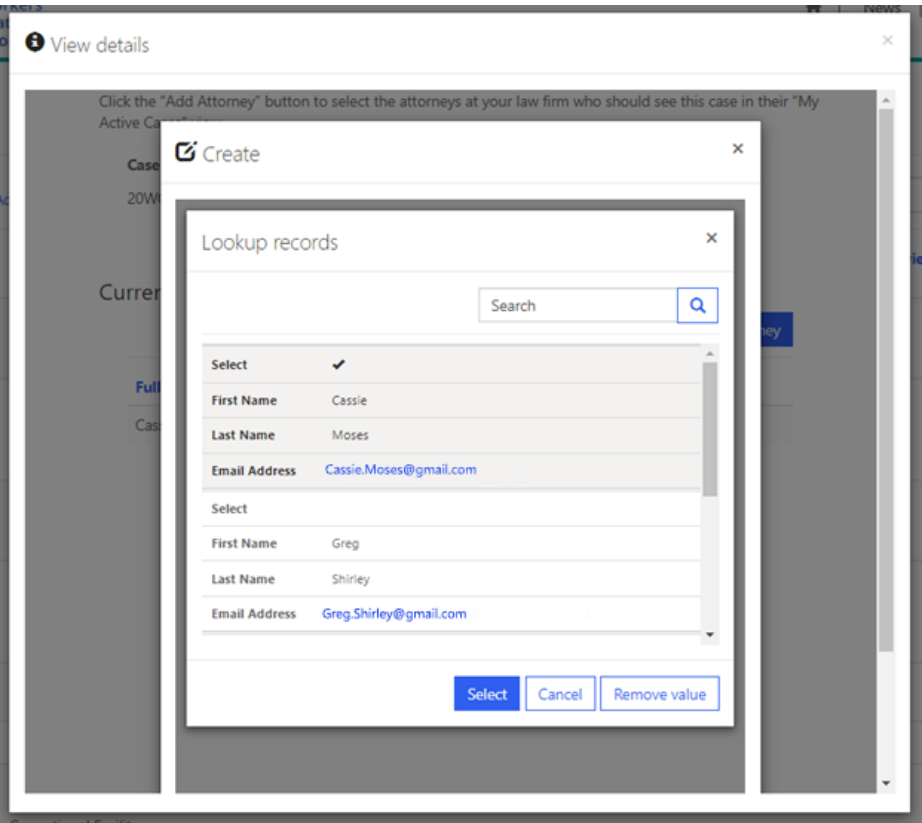 News
View details
Click the "Add Attorney" button to select the attorneys at your law firm who should see this case in their "My
Active
Create
Case
Lookup records
Search
Select
First Name Cassie
Last Name Moses
Email Address Cassie.Moses@gmail.com
Select
First Name Greg
Last Name Shirley
Email Address Greg.Shirley@gmail.com
Select Cancel Remove value